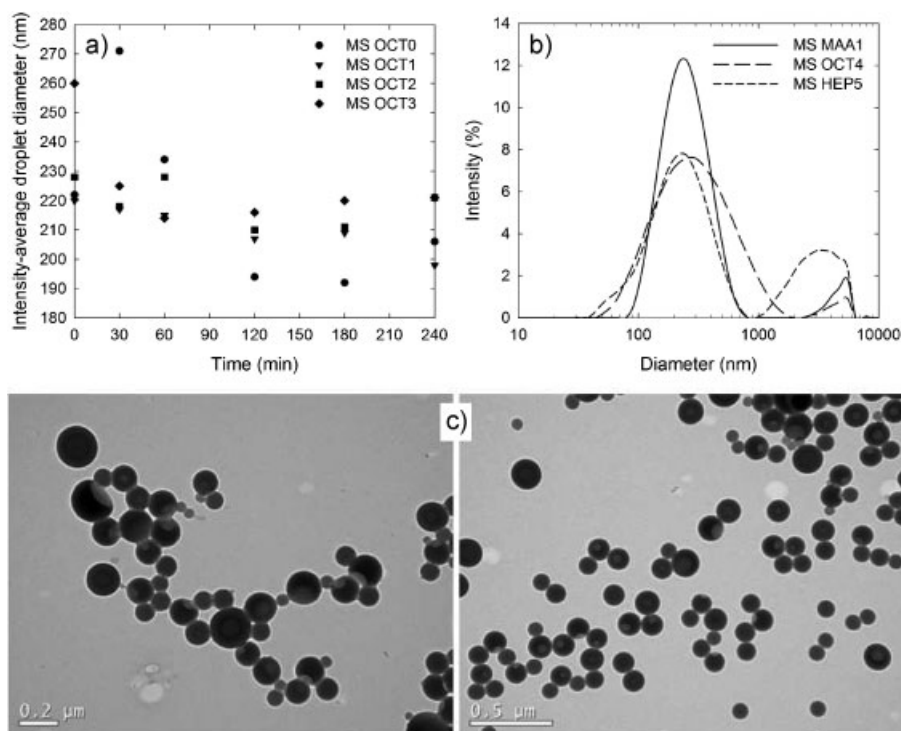 a)
MS OCT0
MS OCT1
MS OCT2
MS OCT3
Intensity-average droplet diameter (nm)
280
270
260
250
240
230
220
210
200
190
180
0 30 60 90 120 150 180 210 240
Time (min)
b)
MS MAA1
MS OCT4
MS HEP5
Intensity (%)
14
12
10
8
6
4
2
0
10 100 1000 10000
Diameter (nm)
c)
0.2 µm
0.5 µm